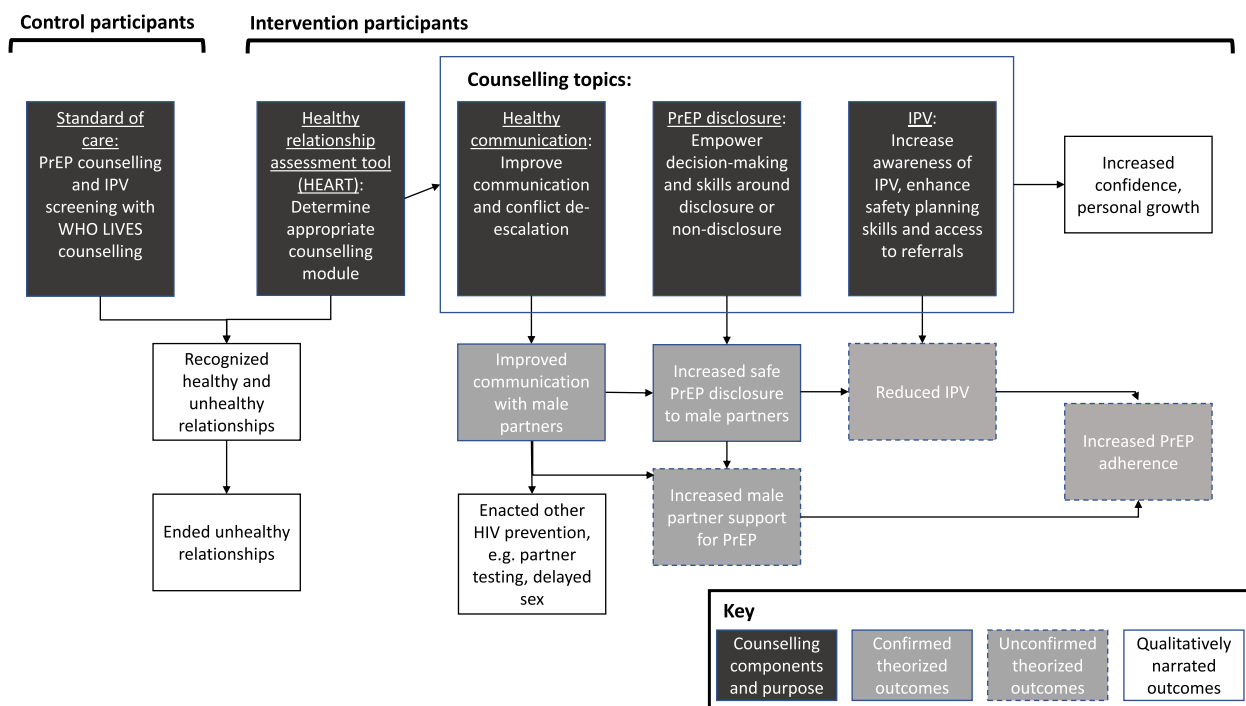 Control participants
Intervention participants
Counselling topics:
Standard of
care:
PrEP counselling
and IPV
screening with
WHO LIVES
counselling
Healthy
relationship
assessment tool
(HEART):
Determine
appropriate
counselling
module
Healthy
communication:
Improve
communication
and conflict de-
escalation
PrEP disclosure:
Empower
decision-making
and skills around
disclosure or
non-disclosure
IPV:
Increase
awareness of
IPV, enhance
safety planning
skills and access
to referrals
Increased
confidence,
personal growth
Recognized
healthy and
unhealthy
relationships
Improved
communication
with male
partners
Increased safe
PrEP disclosure
to male partners
Reduced IPV
Increased PrEP
adherence
Ended unhealthy
relationships
Enacted other
HIV prevention,
e.g. partner
testing, delayed
sex
Increased male
partner support
for PrEP
Key
Counselling
components
and purpose
Confirmed
theorized
outcomes
Unconfirmed
theorized
outcomes
Qualitatively
narrated
outcomes